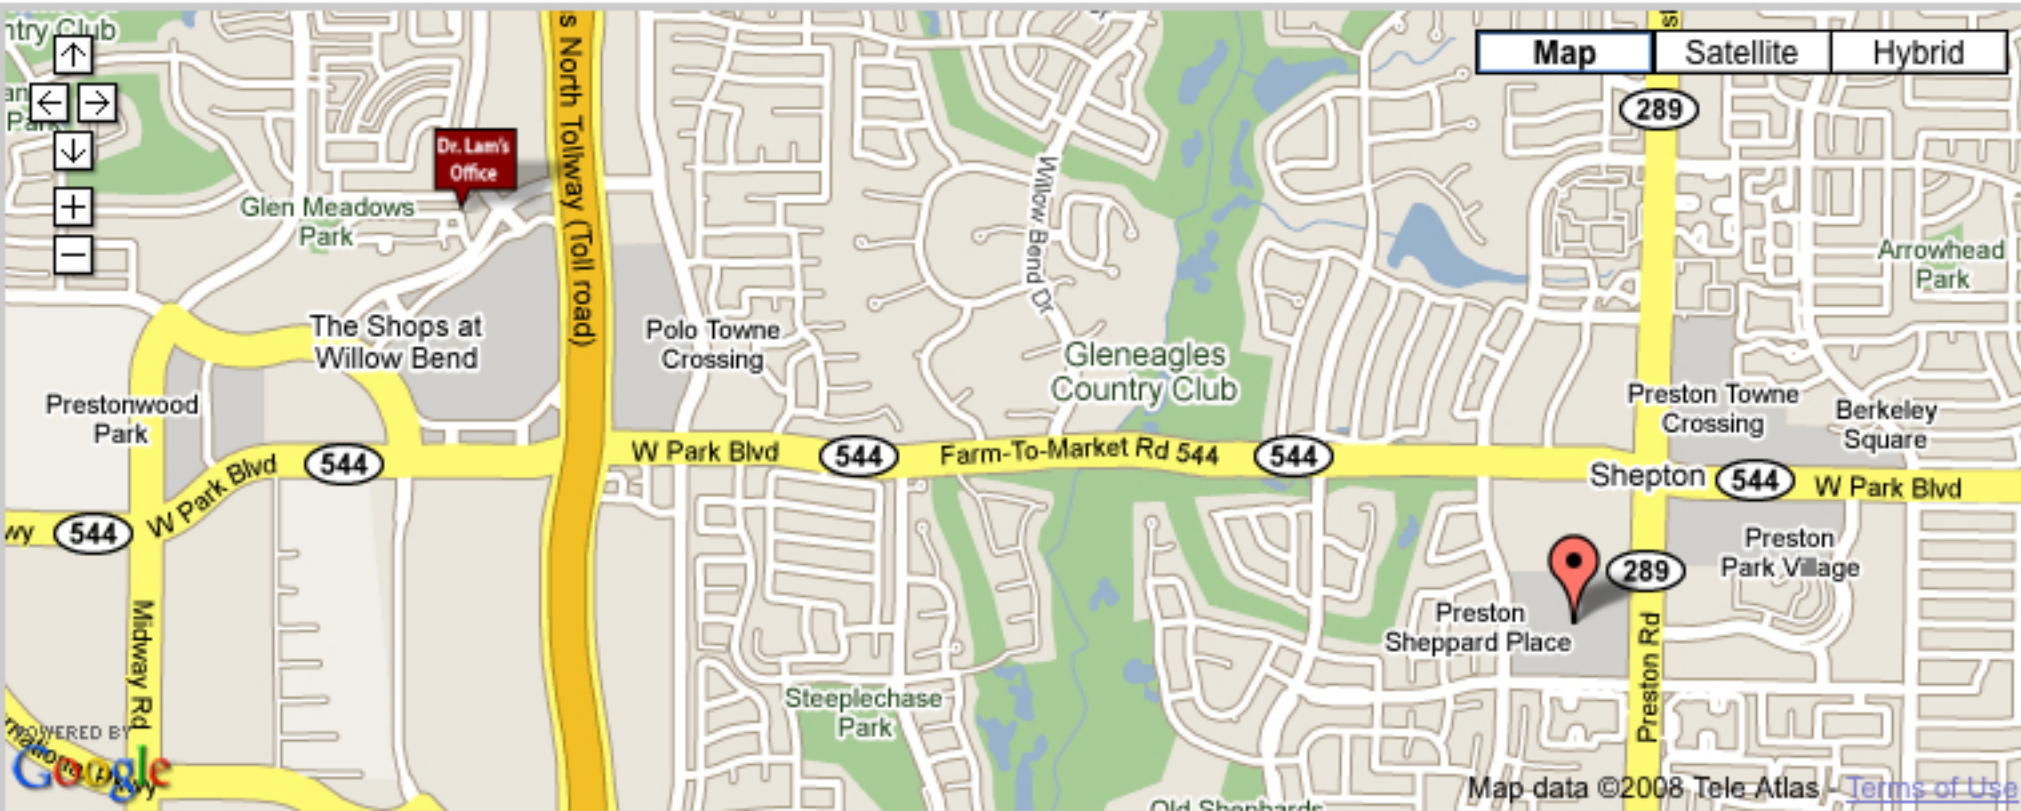 ntry Club
Map
Satellite
Hybrid
289
s North Tollway (Toll road)
Dr. Lam's
Office
Park
Glen Meadows
Park
Willow Bend Dr
Arrowhead
Park
The Shops at
Willow Bend
Polo Towne
Crossing
Gleneagles
Country Club
Prestonwood
Park
Preston Towne
Crossing
Berkeley
Square
W Park Blvd
544
W Park Blvd
544
Farm-To-Market Rd 544
544
Shepton
544
W Park Blvd
wy
544
Preston
Park Village
289
Preston
Sheppard Place
Midway Rd
Preston Rd
Steeplechase
Park
POWERED BY
Google
Map data ©2008 Tele Atlas - Terms of Use